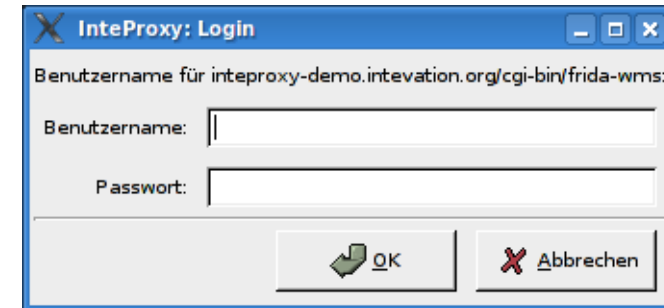 InteProxy: Login
Benutzername für inteproxy-demo.intevation.org/cgi-bin/frida-wms:
Benutzername:
Passwort:
OK Abbrechen